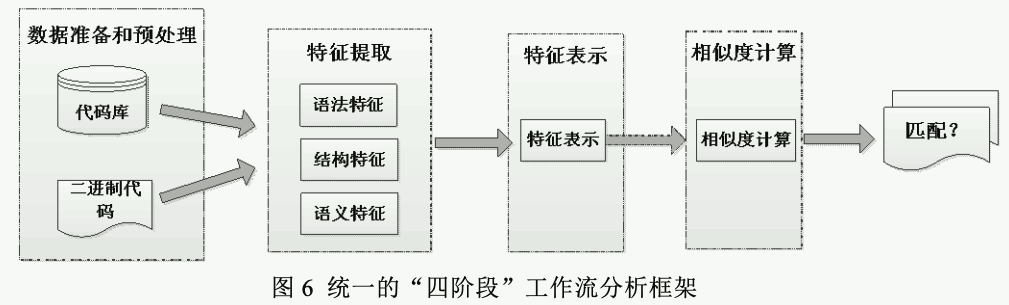 数据准备和预处理
代码库
二进制代
码
特征提取
语法特征
结构特征
语义特征
特征表示
特征表示
相似度计算
相似度计算
匹配?
图 6 统一的“四阶段”工作流分析框架